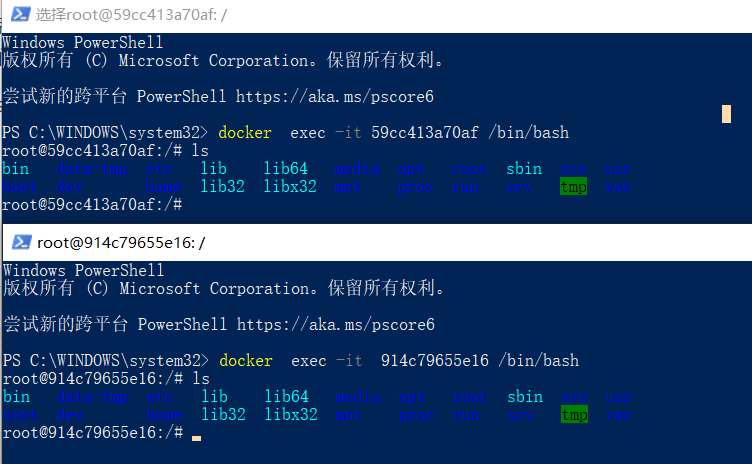 选择root@59cc413a70af: /
Windows PowerShell
版权所有 (C) Microsoft Corporation。保留所有权利。
尝试新的跨平台 PowerShell https://aka.ms/pscore6
PS C:\WINDOWS\system32> docker  exec -it 59cc413a70af /bin/bash
root@59cc413a70af:/# ls
bin   data_tmp  etc   lib    lib64   media  opt   root  sbin  sys  usr
boot  dev       home  lib32  libx32  mnt    proc  run   srv   tmp  var
root@59cc413a70af:/#
root@914c79655e16: /
Windows PowerShell
版权所有 (C) Microsoft Corporation。保留所有权利。
尝试新的跨平台 PowerShell https://aka.ms/pscore6
PS C:\WINDOWS\system32> docker  exec -it  914c79655e16 /bin/bash
root@914c79655e16:/# ls
bin   data_tmp  etc   lib    lib64   media  opt   root  sbin  sys  usr
boot  dev       home  lib32  libx32  mnt    proc  run   srv   tmp  var
root@914c79655e16:/#